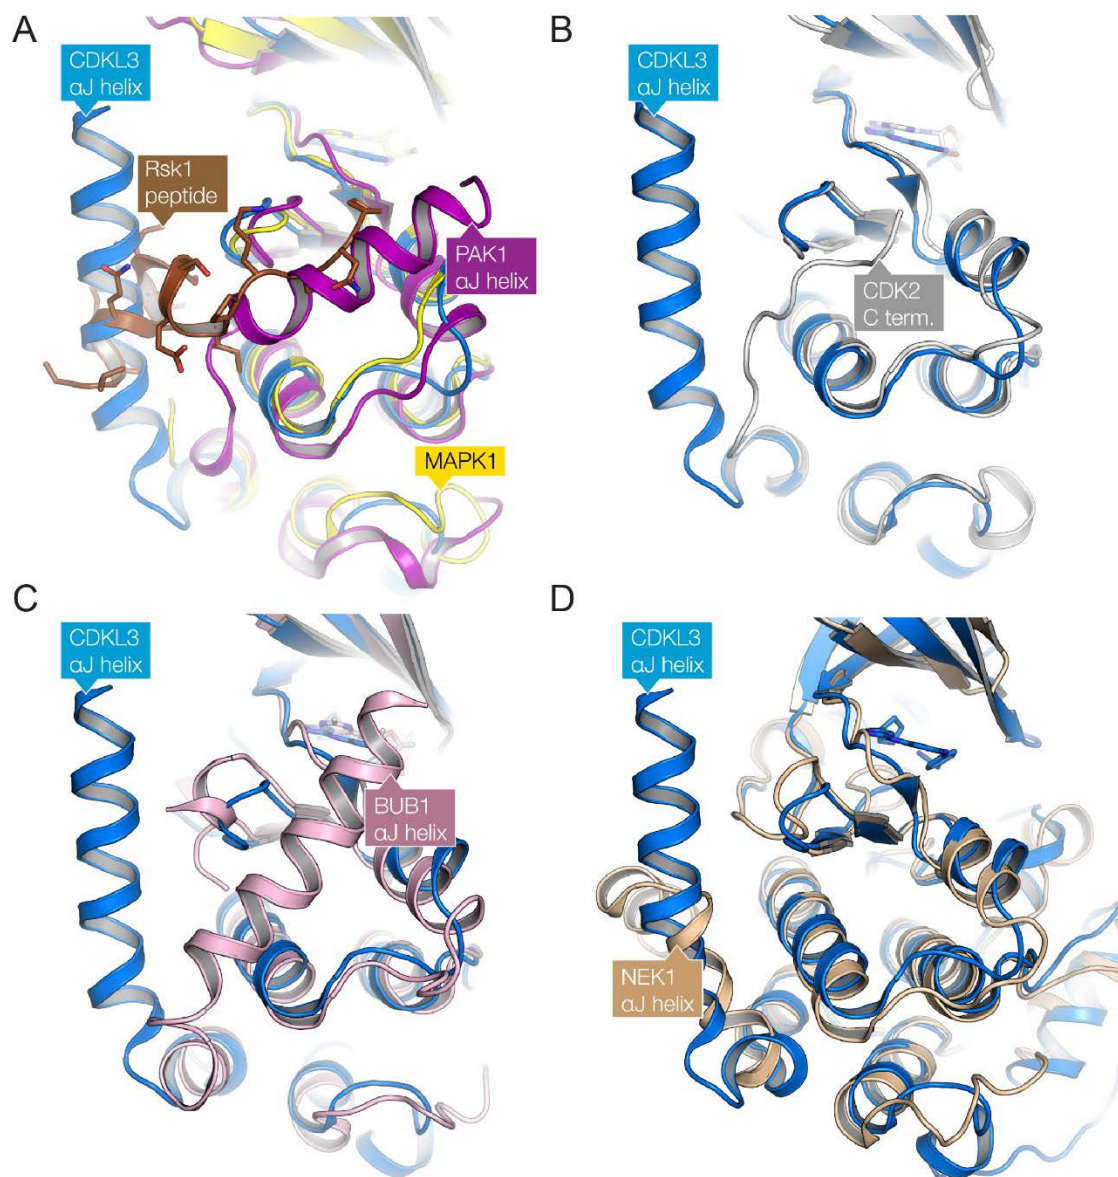 A
CDKL3
αJ helix
Rsk1
peptide
PAK1
αJ helix
MAPK1
B
CDKL3
αJ helix
CDK2
C term.
C
CDKL3
αJ helix
BUB1
αJ helix
D
CDKL3
αJ helix
NEK1
αJ helix